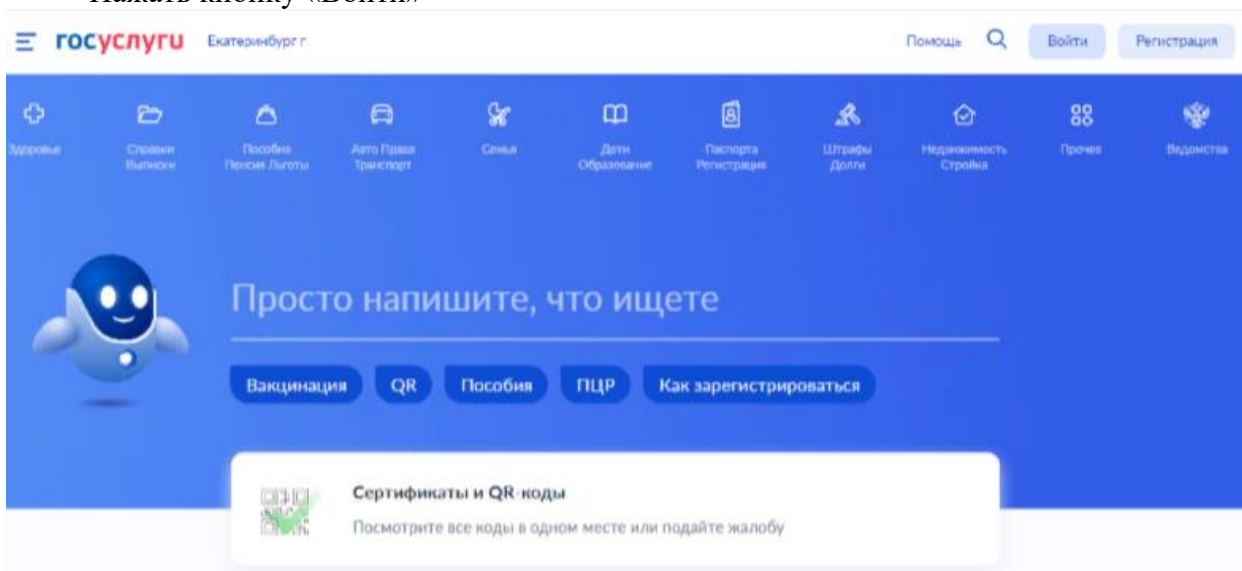 Нажать кнопку «Войти»
госуслуги Екатеринбург г Помощь Войти Регистрация
Здоровье Справки Выписки Пособия Пенсия Льготы Авто Права Транспорт Семья Дети Образование Паспорта Регистрация Штрафы Долги Недвижимость Стройка Прочее Ведомства
Просто напишите, что ищете
Вакцинация QR Пособия ПЦР Как зарегистрироваться
Сертификаты и QR-коды
Посмотрите все коды в одном месте или подайте жалобу